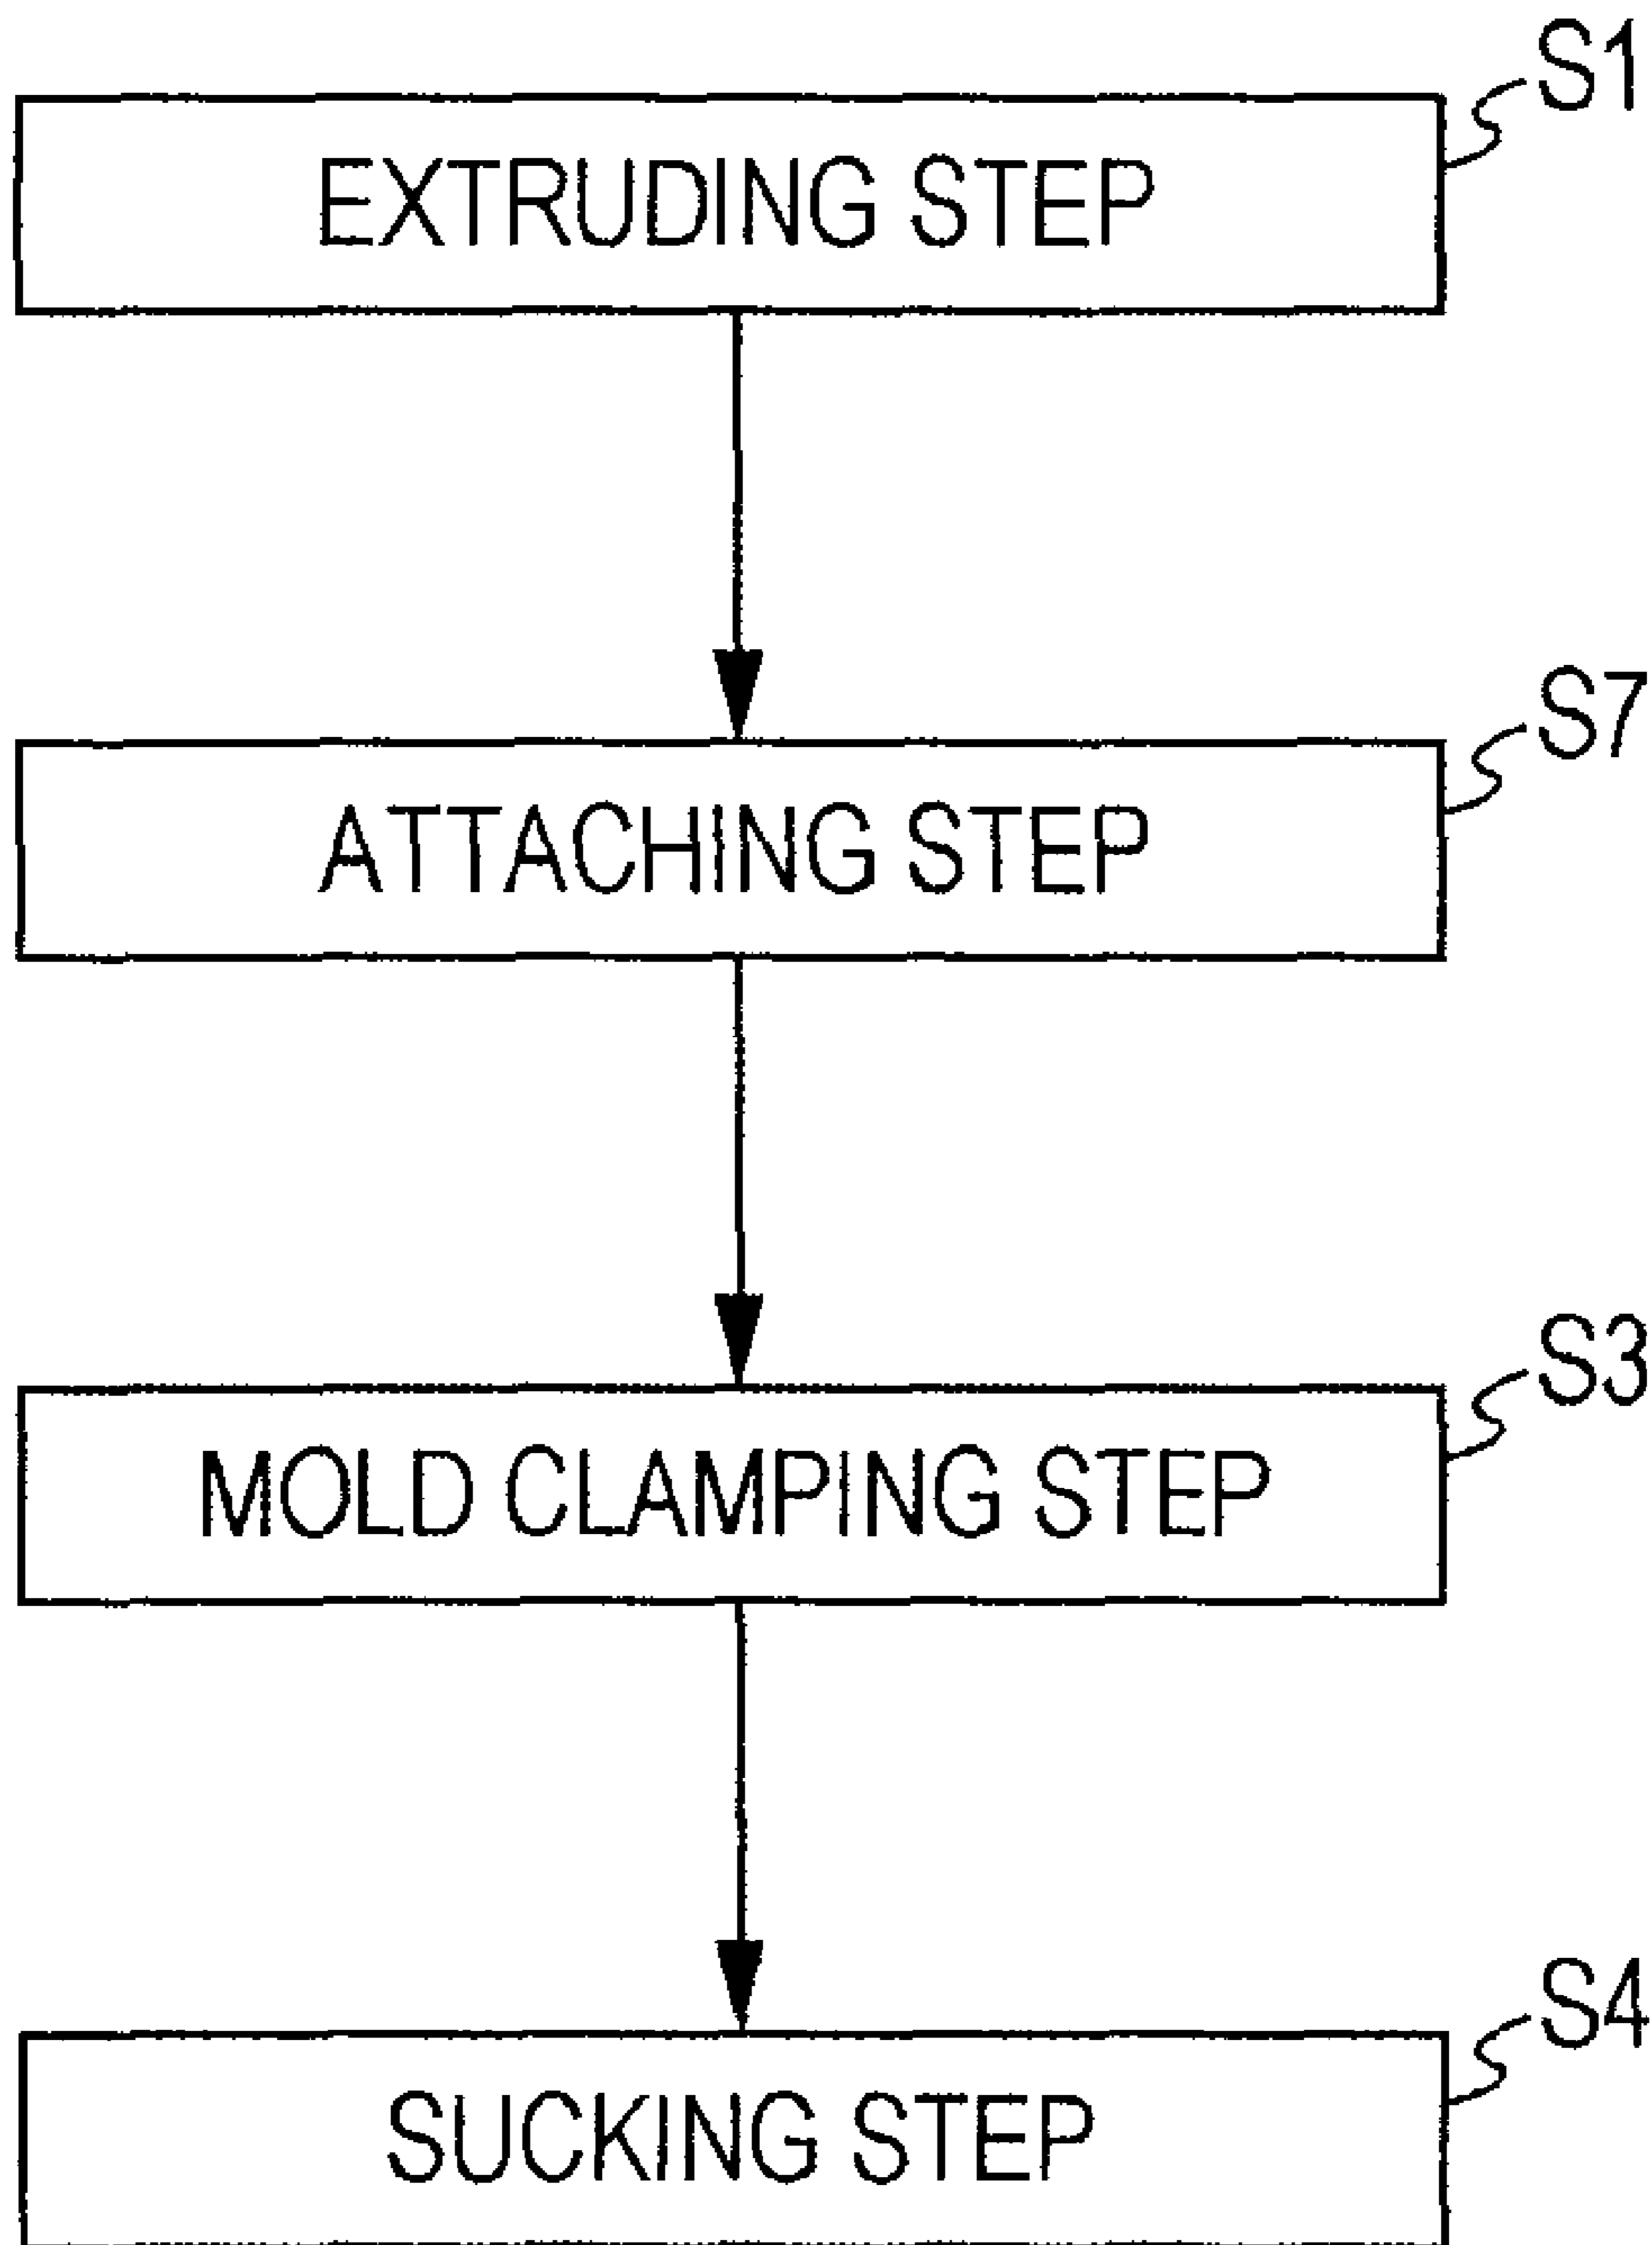 S1
EXTRUDING STEP
S7
ATTACHING STEP
S3
MOLD CLAMPING STEP
S4
SUCKING STEP